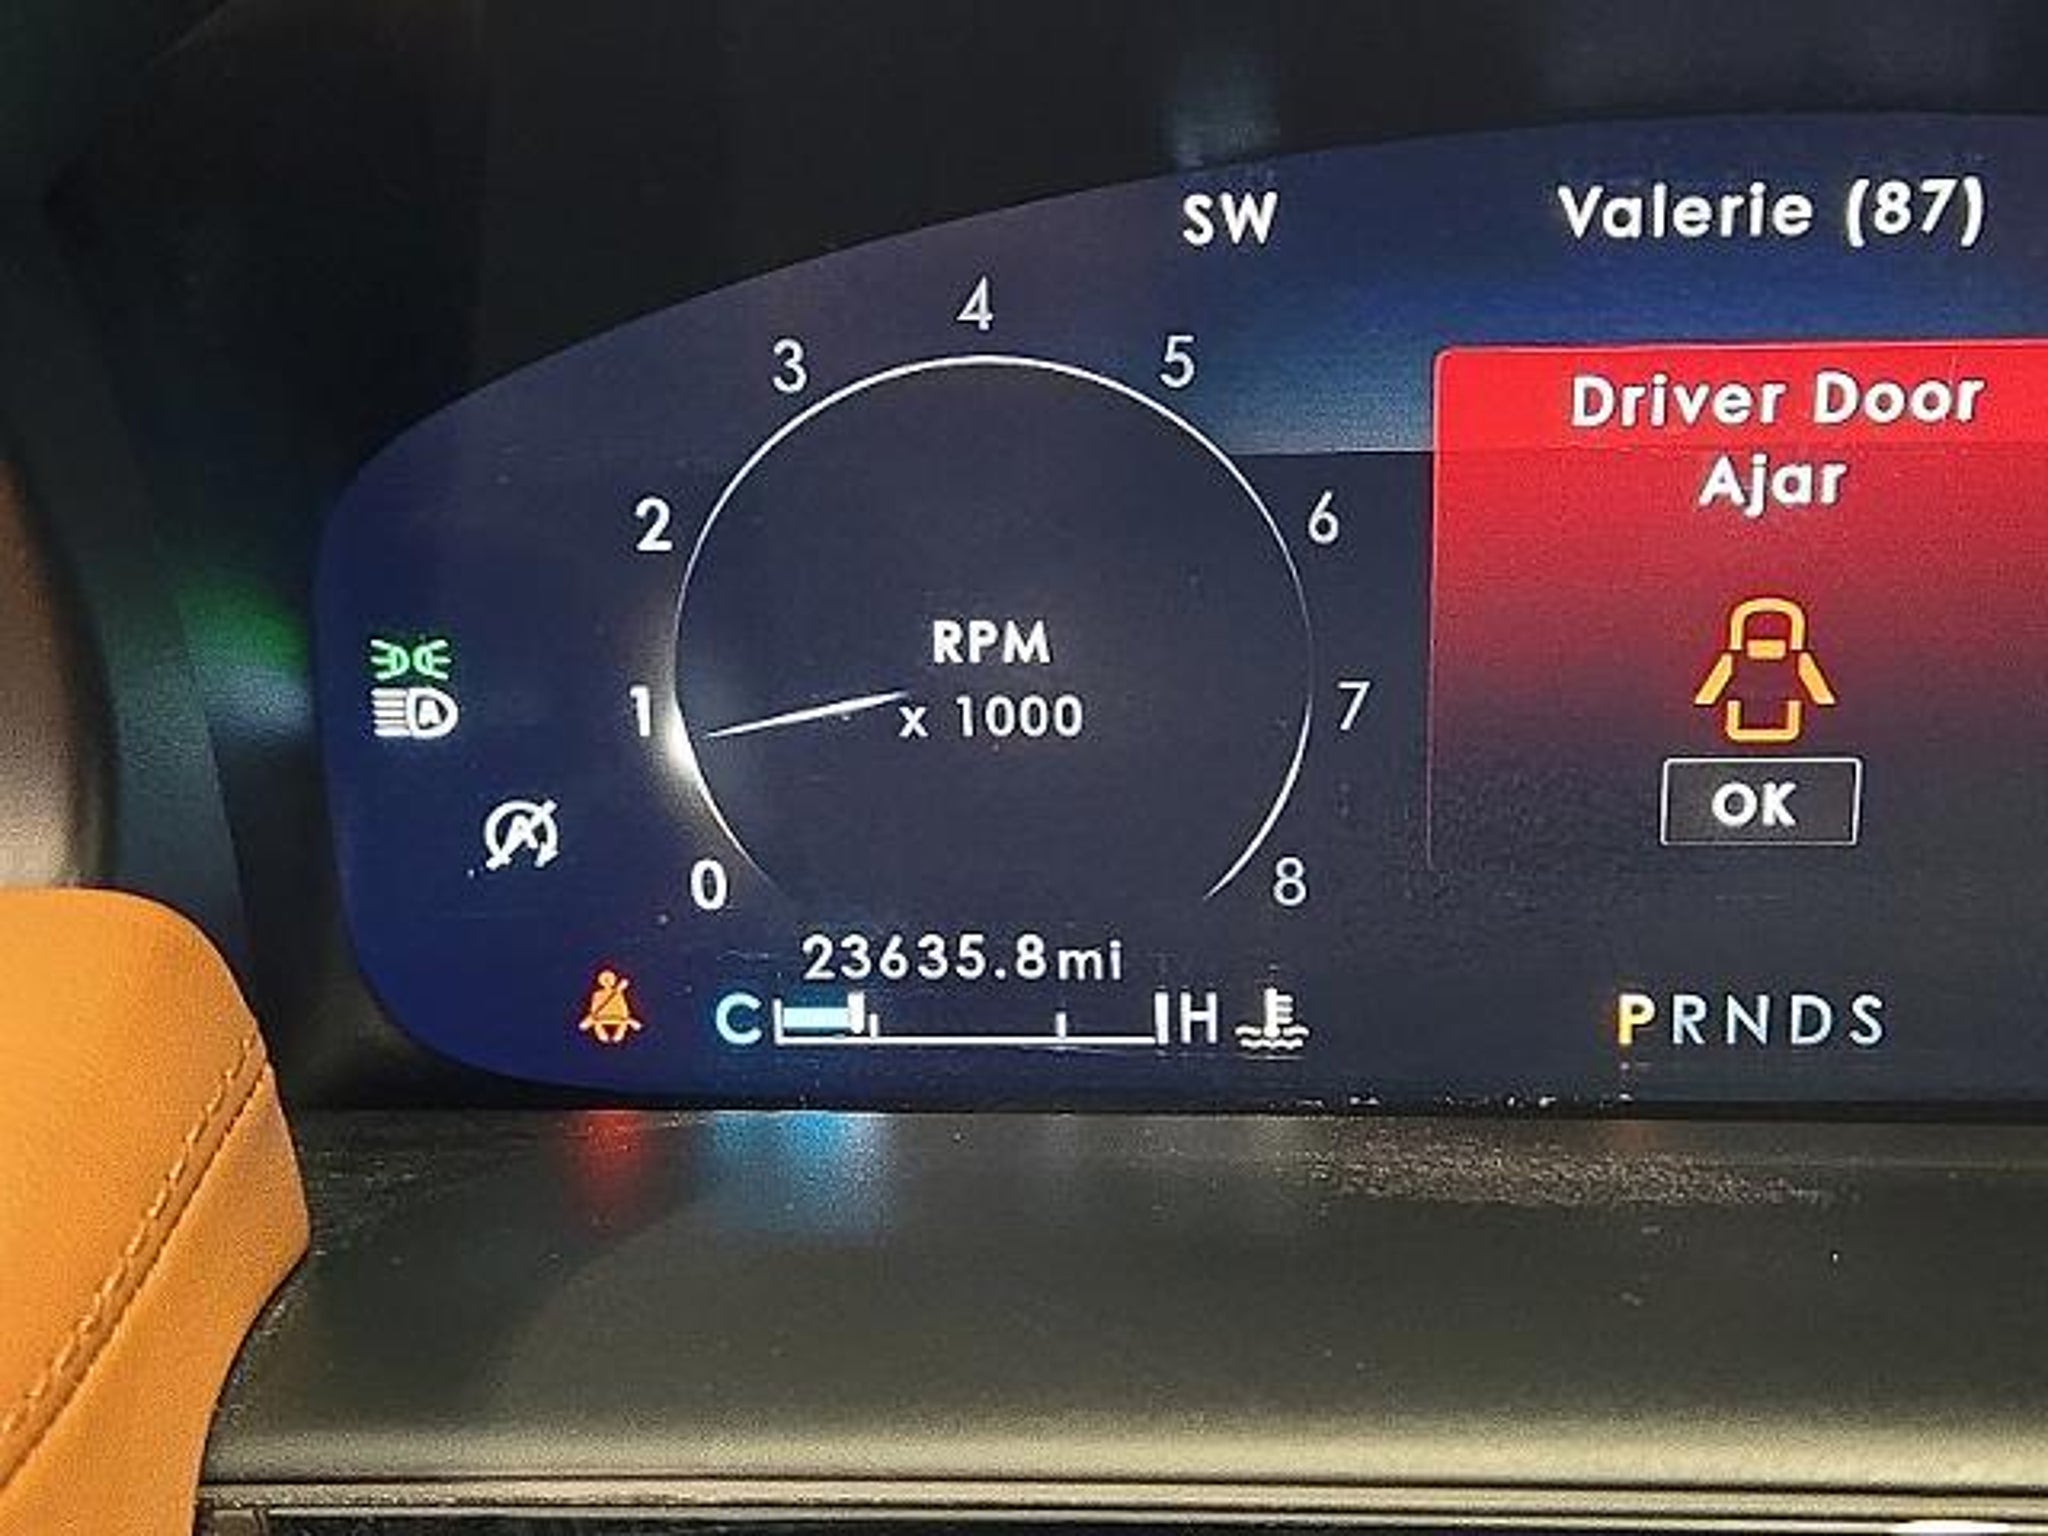 SW
Valerie (87)
Driver Door
Ajar
OK
4
3
5
2
6
1
7
0
8
RPM
x 1000
23635.8mi
C
H
PRNDS
A
A